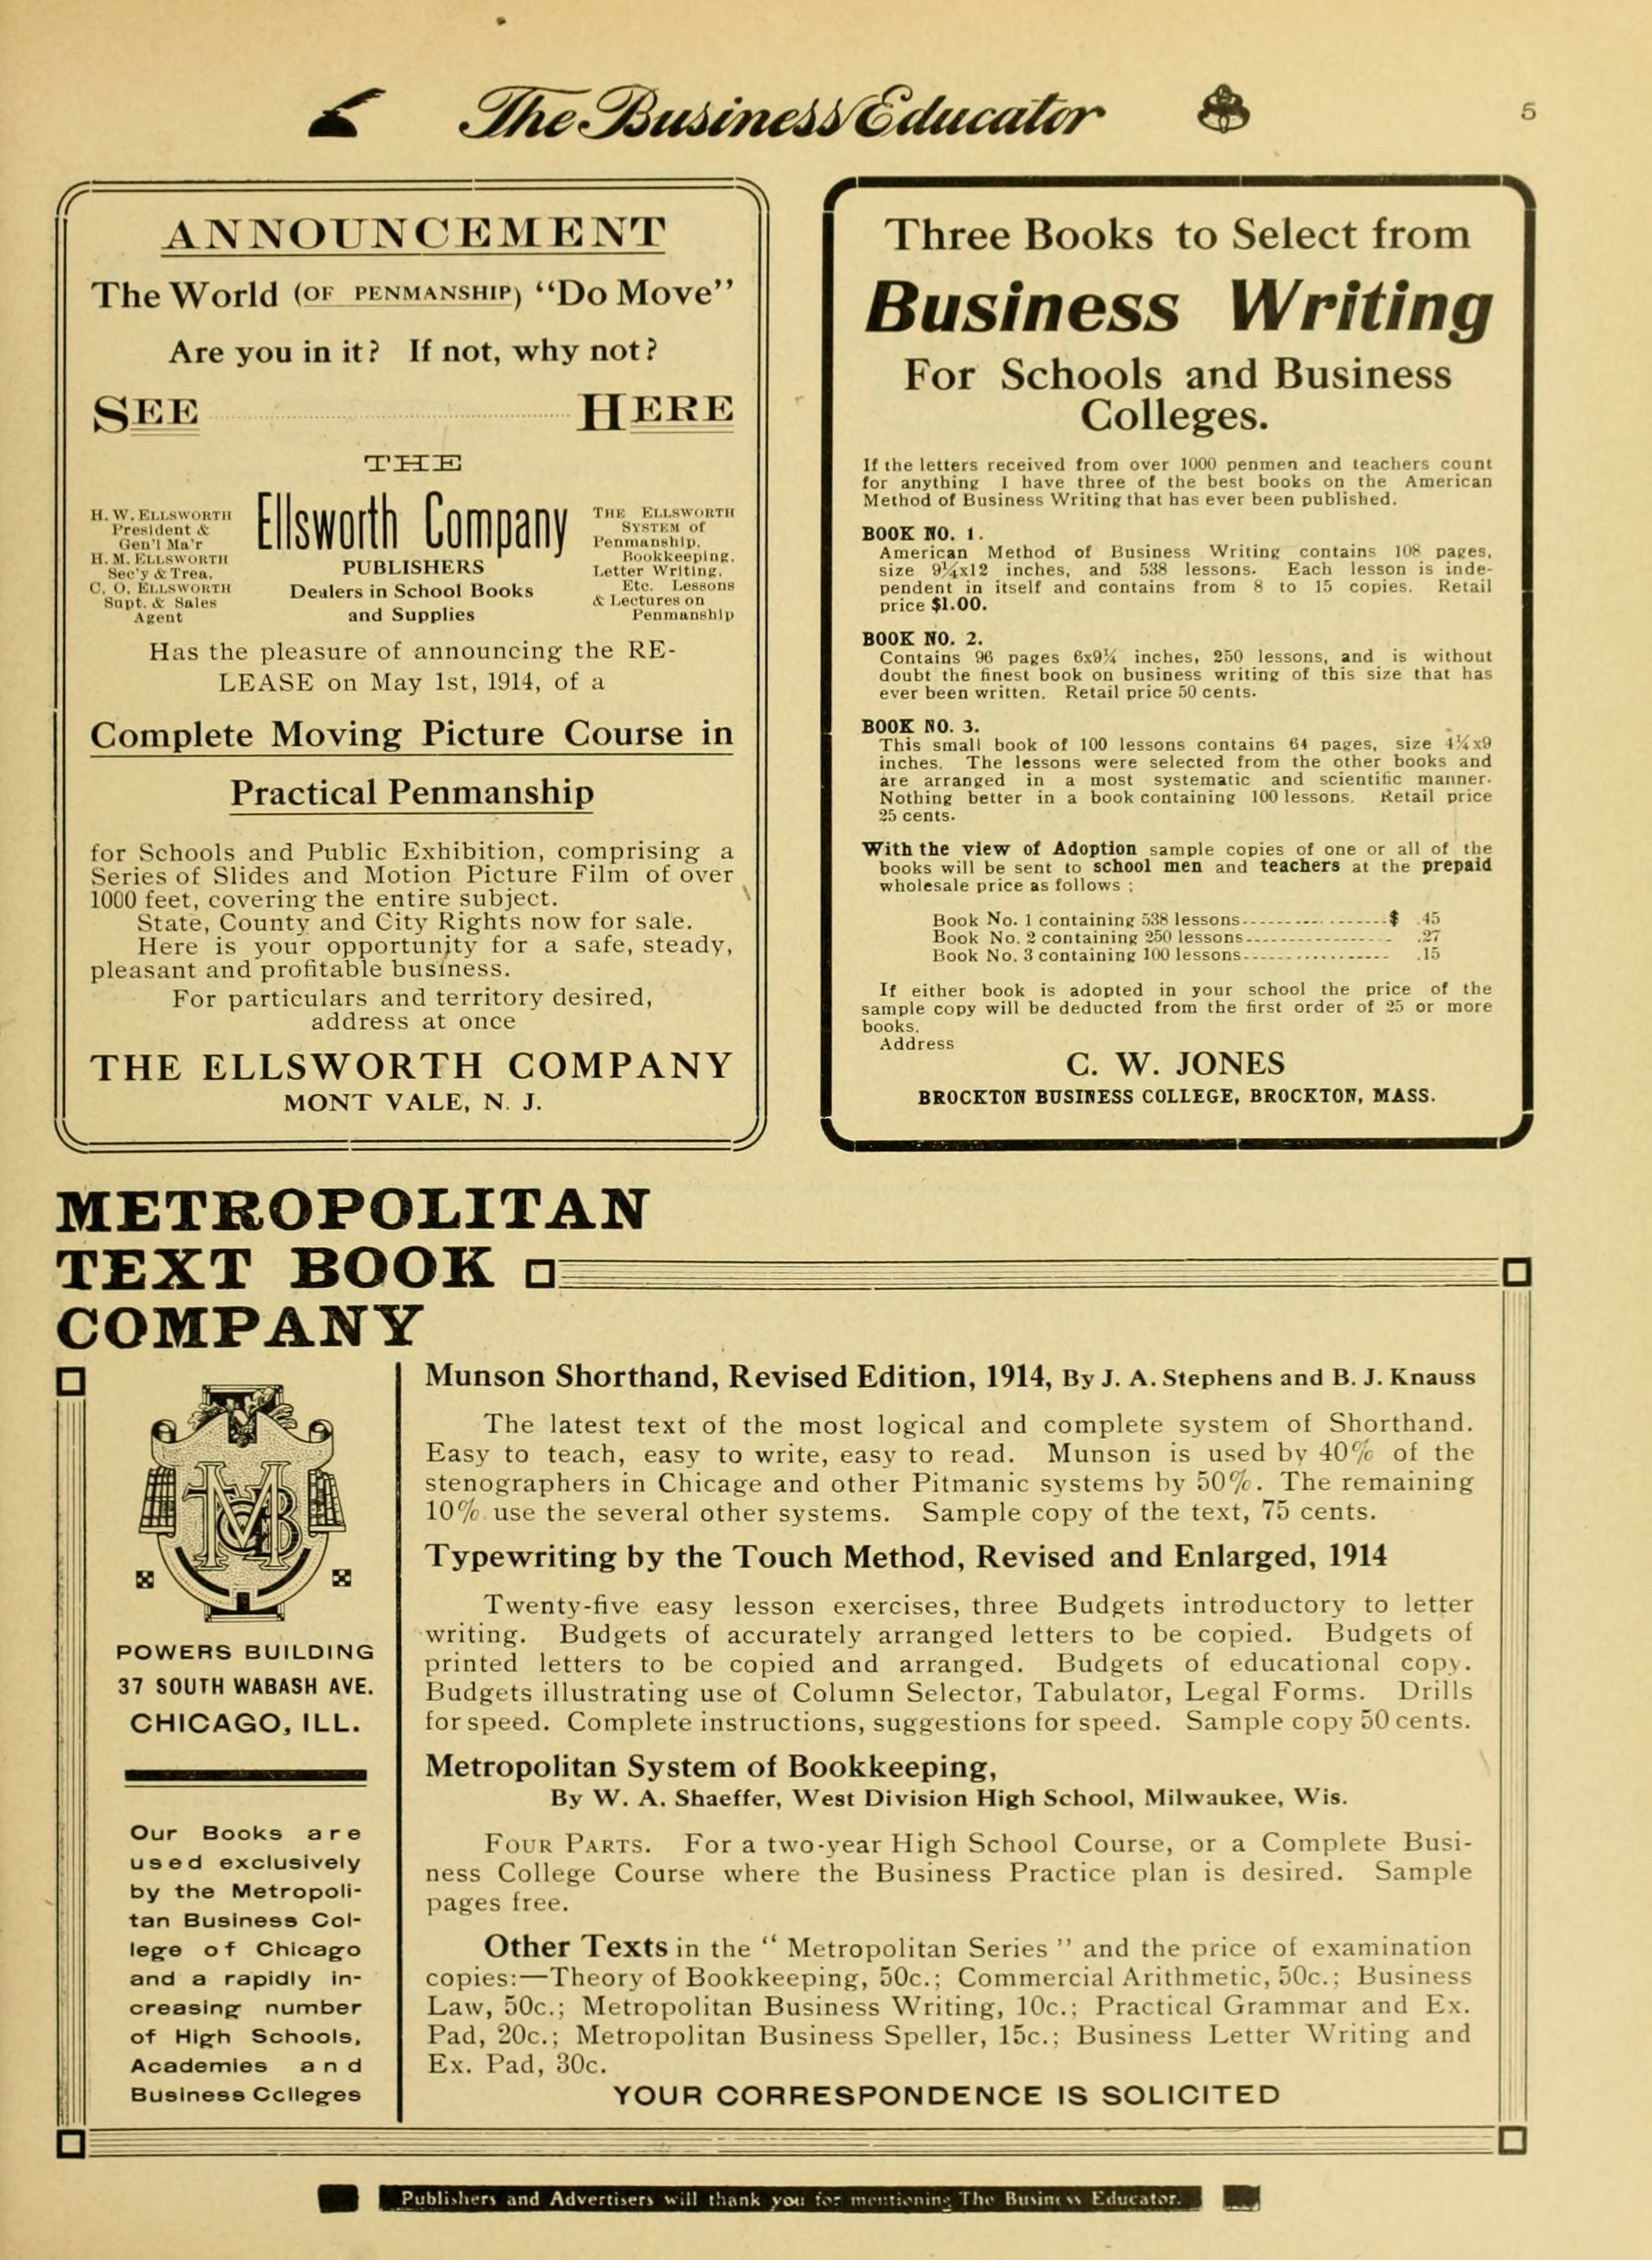 The Business Educator
5
ANNOUNCEMENT
The World (OF PENMANSHIP) “Do Move”
Are you in it? If not, why not?
SEE HERE
THE
H. W. ELLSWORTH
President &
Gen'l Ma'r
H. M. ELLSWORTH
Sec'y & Trea.
C. O. ELLSWORTH
Supt. & Sales
Agent
Ellsworth Company
PUBLISHERS
Dealers in School Books
and Supplies
THE ELLSWORTH
SYSTEM of
Penmanship.
Bookkeeping.
Letter Writing.
Etc. Lessons
& Lectures on
Penmanship
Has the pleasure of announcing the RE-
LEASE on May 1st, 1914, of a
Complete Moving Picture Course in
Practical Penmanship
for Schools and Public Exhibition, comprising a
Series of Slides and Motion Picture Film of over
1000 feet, covering the entire subject.
State, County and City Rights now for sale.
Here is your opportunity for a safe, steady,
pleasant and profitable business.
For particulars and territory desired,
address at once
THE ELLSWORTH COMPANY
MONT VALE, N. J.
Three Books to Select from
Business Writing
For Schools and Business
Colleges.
If the letters received from over 1000 penmen and teachers count
for anything I have three of the best books on the American
Method of Business Writing that has ever been published.
BOOK NO. 1.
American Method of Business Writing contains 108 pages,
size 9¼x12 inches, and 538 lessons. Each lesson is inde-
pendent in itself and contains from 8 to 15 copies. Retail
price $1.00.
BOOK NO. 2.
Contains 96 pages 6x9¼ inches, 250 lessons, and is without
doubt the finest book on business writing of this size that has
ever been written. Retail price 50 cents.
BOOK NO. 3.
This small book of 100 lessons contains 64 pages, size 4¼x9
inches. The lessons were selected from the other books and
are arranged in a most systematic and scientific manner.
Nothing better in a book containing 100 lessons. Retail price
25 cents.
With the view of Adoption sample copies of one or all of the
books will be sent to school men and teachers at the prepaid
wholesale price as follows ;
Book No. 1 containing 538 lessons $ .45
Book No. 2 containing 250 lessons .27
Book No. 3 containing 100 lessons .15
If either book is adopted in your school the price of the
sample copy will be deducted from the first order of 25 or more
books.
Address
C. W. JONES
BROCKTON BUSINESS COLLEGE, BROCKTON, MASS.
METROPOLITAN
TEXT BOOK
COMPANY
POWERS BUILDING
37 SOUTH WABASH AVE.
CHICAGO, ILL.
Our Books are
used exclusively
by the Metropoli-
tan Business Col-
lege of Chicago
and a rapidly in-
creasing number
of High Schools,
Academies and
Business Colleges
Munson Shorthand, Revised Edition, 1914, By J. A. Stephens and B. J. Knauss
The latest text of the most logical and complete system of Shorthand.
Easy to teach, easy to write, easy to read. Munson is used by 40% of the
stenographers in Chicage and other Pitmanic systems by 50%. The remaining
10% use the several other systems. Sample copy of the text, 75 cents.
Typewriting by the Touch Method, Revised and Enlarged, 1914
Twenty-five easy lesson exercises, three Budgets introductory to letter
writing. Budgets of accurately arranged letters to be copied. Budgets of
printed letters to be copied and arranged. Budgets of educational copy.
Budgets illustrating use of Column Selector, Tabulator, Legal Forms. Drills
for speed. Complete instructions, suggestions for speed. Sample copy 50 cents.
Metropolitan System of Bookkeeping,
By W. A. Shaeffer, West Division High School, Milwaukee, Wis.
FOUR PARTS. For a two-year High School Course, or a Complete Busi-
ness College Course where the Business Practice plan is desired. Sample
pages free.
Other Texts in the “ Metropolitan Series ” and the price of examination
copies:—Theory of Bookkeeping, 50c.; Commercial Arithmetic, 50c.; Business
Law, 50c.; Metropolitan Business Writing, 10c.; Practical Grammar and Ex.
Pad, 20c.; Metropolitan Business Speller, 15c.; Business Letter Writing and
Ex. Pad, 30c.
YOUR CORRESPONDENCE IS SOLICITED
Publishers and Advertisers will thank you for mentioning The Business Educator.